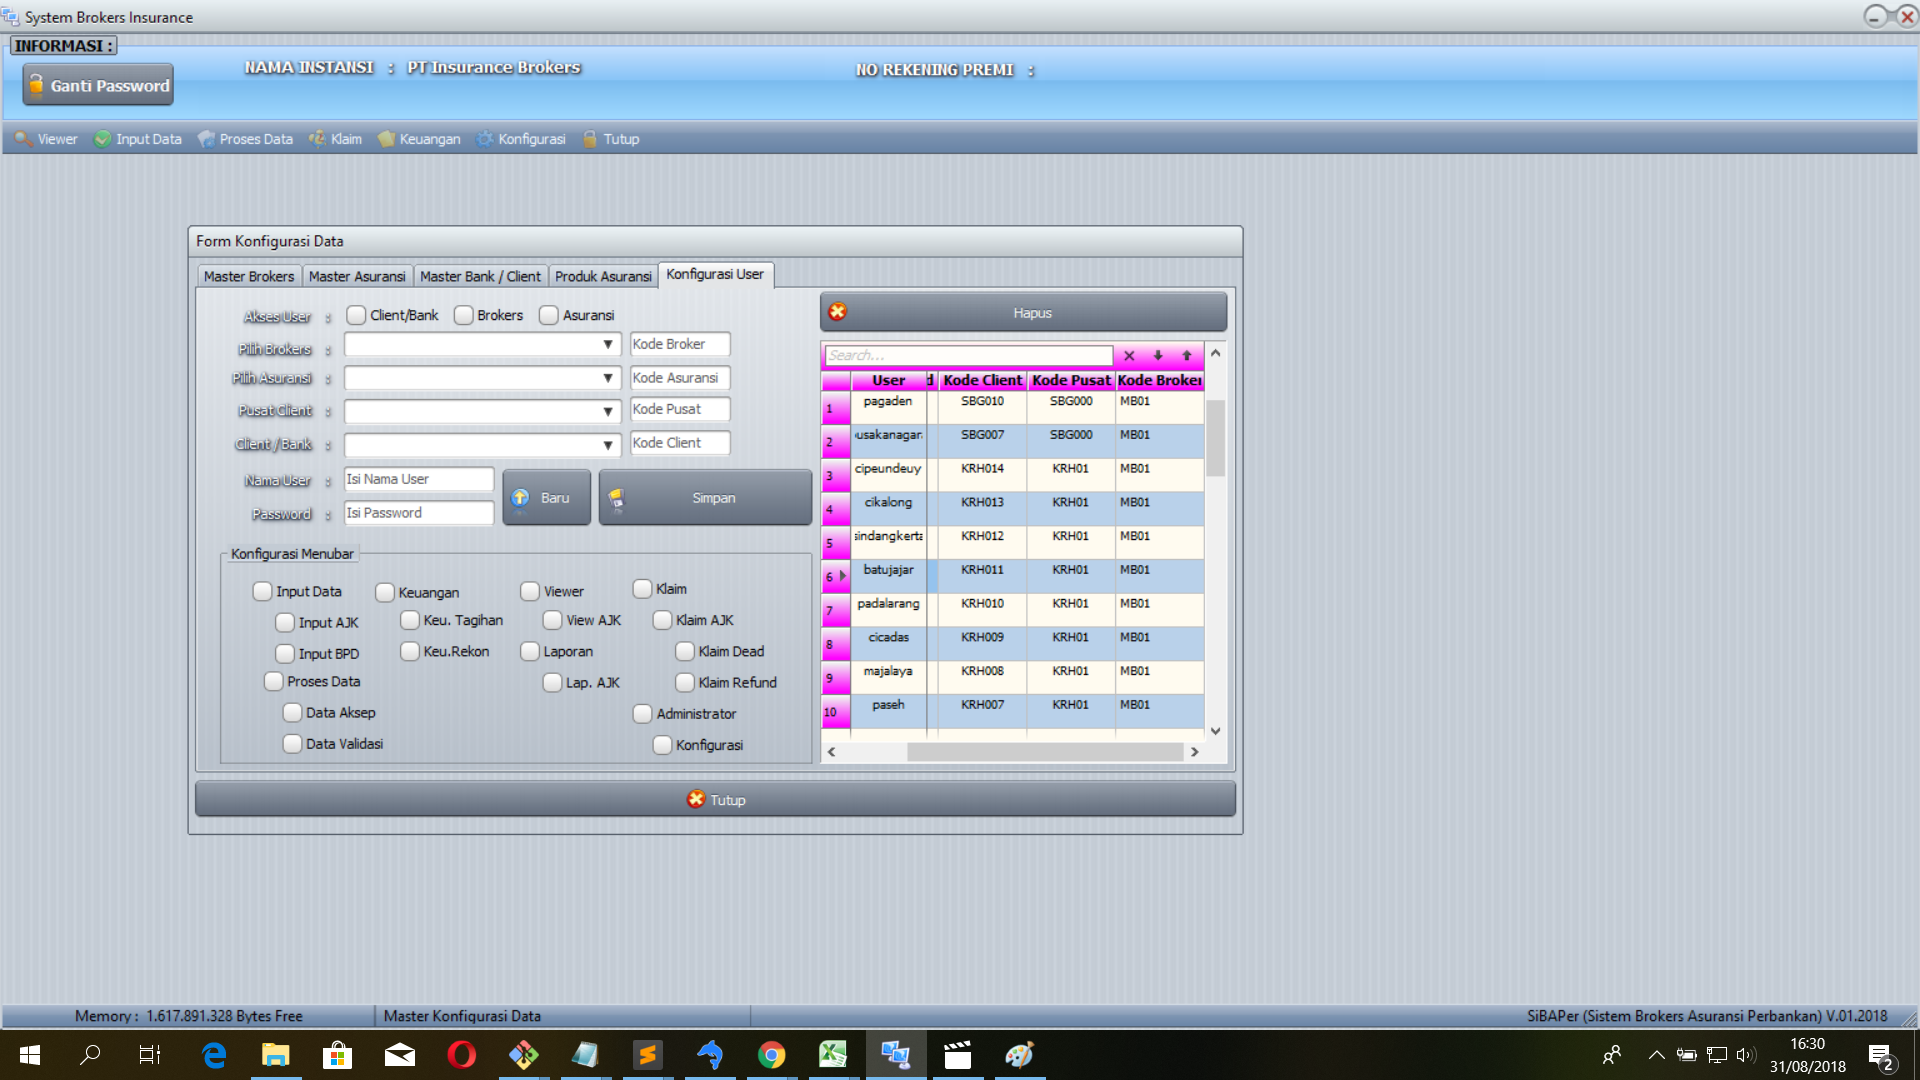 System Brokers Insurance
INFORMASI :
Ganti Password
NAMA INSTANSI : PT Insurance Brokers
NO REKENING PREMI :
Viewer Input Data Proses Data Klaim Keuangan Konfigurasi Tutup
Form Konfigurasi Data
Master Brokers Master Asuransi Master Bank / Client Produk Asuransi Konfigurasi User
Akses User : Client/Bank Brokers Asuransi
Pilih Brokers : Kode Broker
Pilih Asuransi : Kode Asuransi
Pusat Client : Kode Pusat
Client / Bank : Kode Client
Nama User : Isi Nama User
Password : Isi Password
Baru
Simpan
Konfigurasi Menubar
Input Data Keuangan Viewer Klaim
Input AJK Keu. Tagihan View AJK Klaim AJK
Input BPD Keu.Rekon Laporan Klaim Dead
Proses Data Lap. AJK Klaim Refund
Data Aksep Administrator
Data Validasi Konfigurasi
Hapus
Search...
User d Kode Client Kode Pusat Kode Broker
1 pagaden SBG010 SBG000 MB01
2 pusakanagara SBG007 SBG000 MB01
3 cipeundeuy KRH014 KRH01 MB01
4 cikalong KRH013 KRH01 MB01
5 sindangkerta KRH012 KRH01 MB01
6 batujajar KRH011 KRH01 MB01
7 padalarang KRH010 KRH01 MB01
8 cicadas KRH009 KRH01 MB01
9 majalaya KRH008 KRH01 MB01
10 paseh KRH007 KRH01 MB01
Tutup
Memory : 1.617.891.328 Bytes Free
Master Konfigurasi Data
SiBAPer (Sistem Brokers Asuransi Perbankan) V.01.2018
16:30
31/08/2018
2